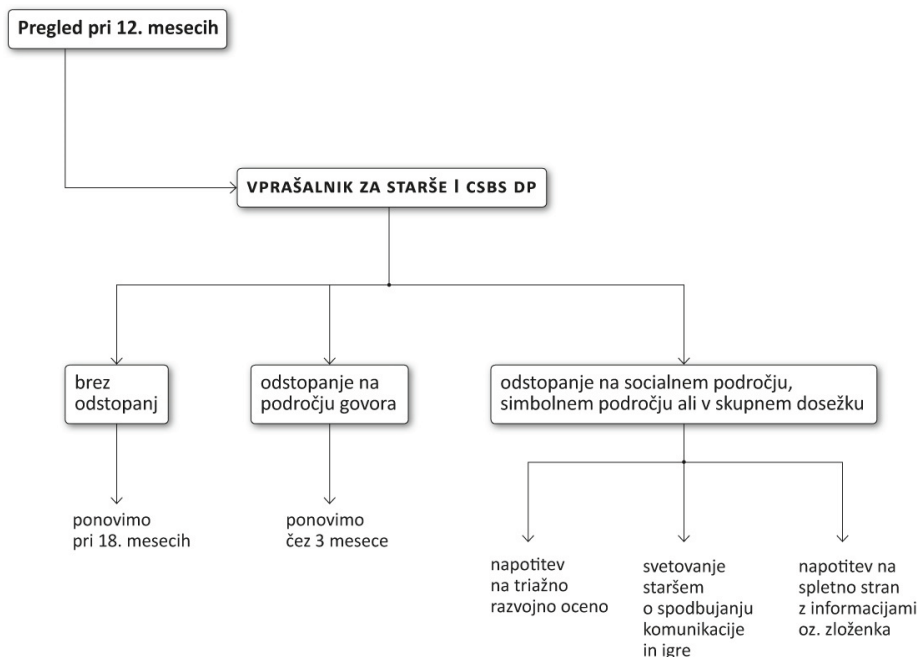 Pregled pri 12. mesecih
VPRAŠALNIK ZA STARŠE I CSBS DP
brez
odstopanj
odstopanje na
področju govora
odstopanje na socialnem področju,
simbolnem področju ali v skupnem dosežku
ponovimo
pri 18. mesecih
ponovimo
čez 3 mesece
napotitev
na triažno
razvojno oceno
svetovanje
staršem
o spodbujanju
komunikacije
in igre
napotitev na
spletno stran
z informacijami
oz. zloženka